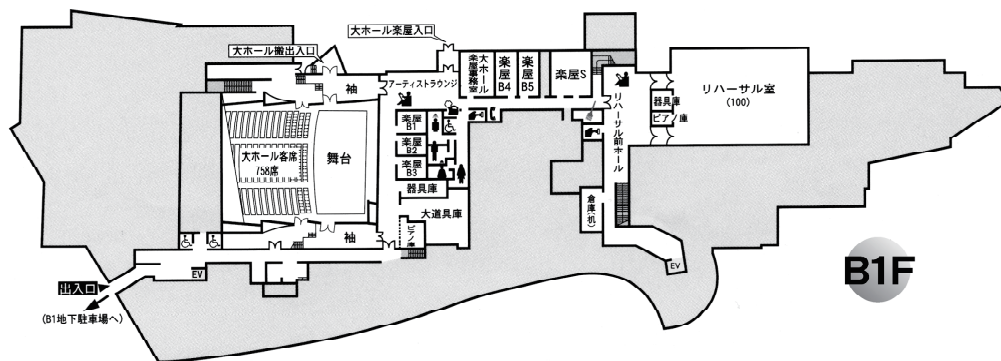 大ホール楽屋入口
大ホール搬出入口
大ホール
楽屋事務室
楽屋
B4
楽屋
B5
楽屋S
アーティストラウンジ
袖
楽屋
B1
楽屋
B2
楽屋
B3
大ホール客席
758席
舞台
器具庫
大道具庫
ピアノ庫
袖
リハーサル前ホール
器具庫
ピアノ庫
リハーサル室
(100)
倉庫(机)
EV
EV
出入口
(B1地下駐車場へ)
B1F